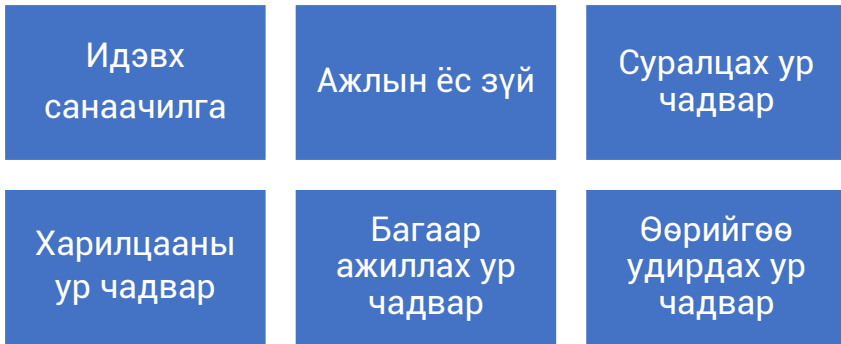 Идэвх
санаачилга
Ажлын ёс зүй
Суралцах ур
чадвар
Харилцааны
ур чадвар
Багаар
ажиллах ур
чадвар
Өөрийгөө
удирдах ур
чадвар